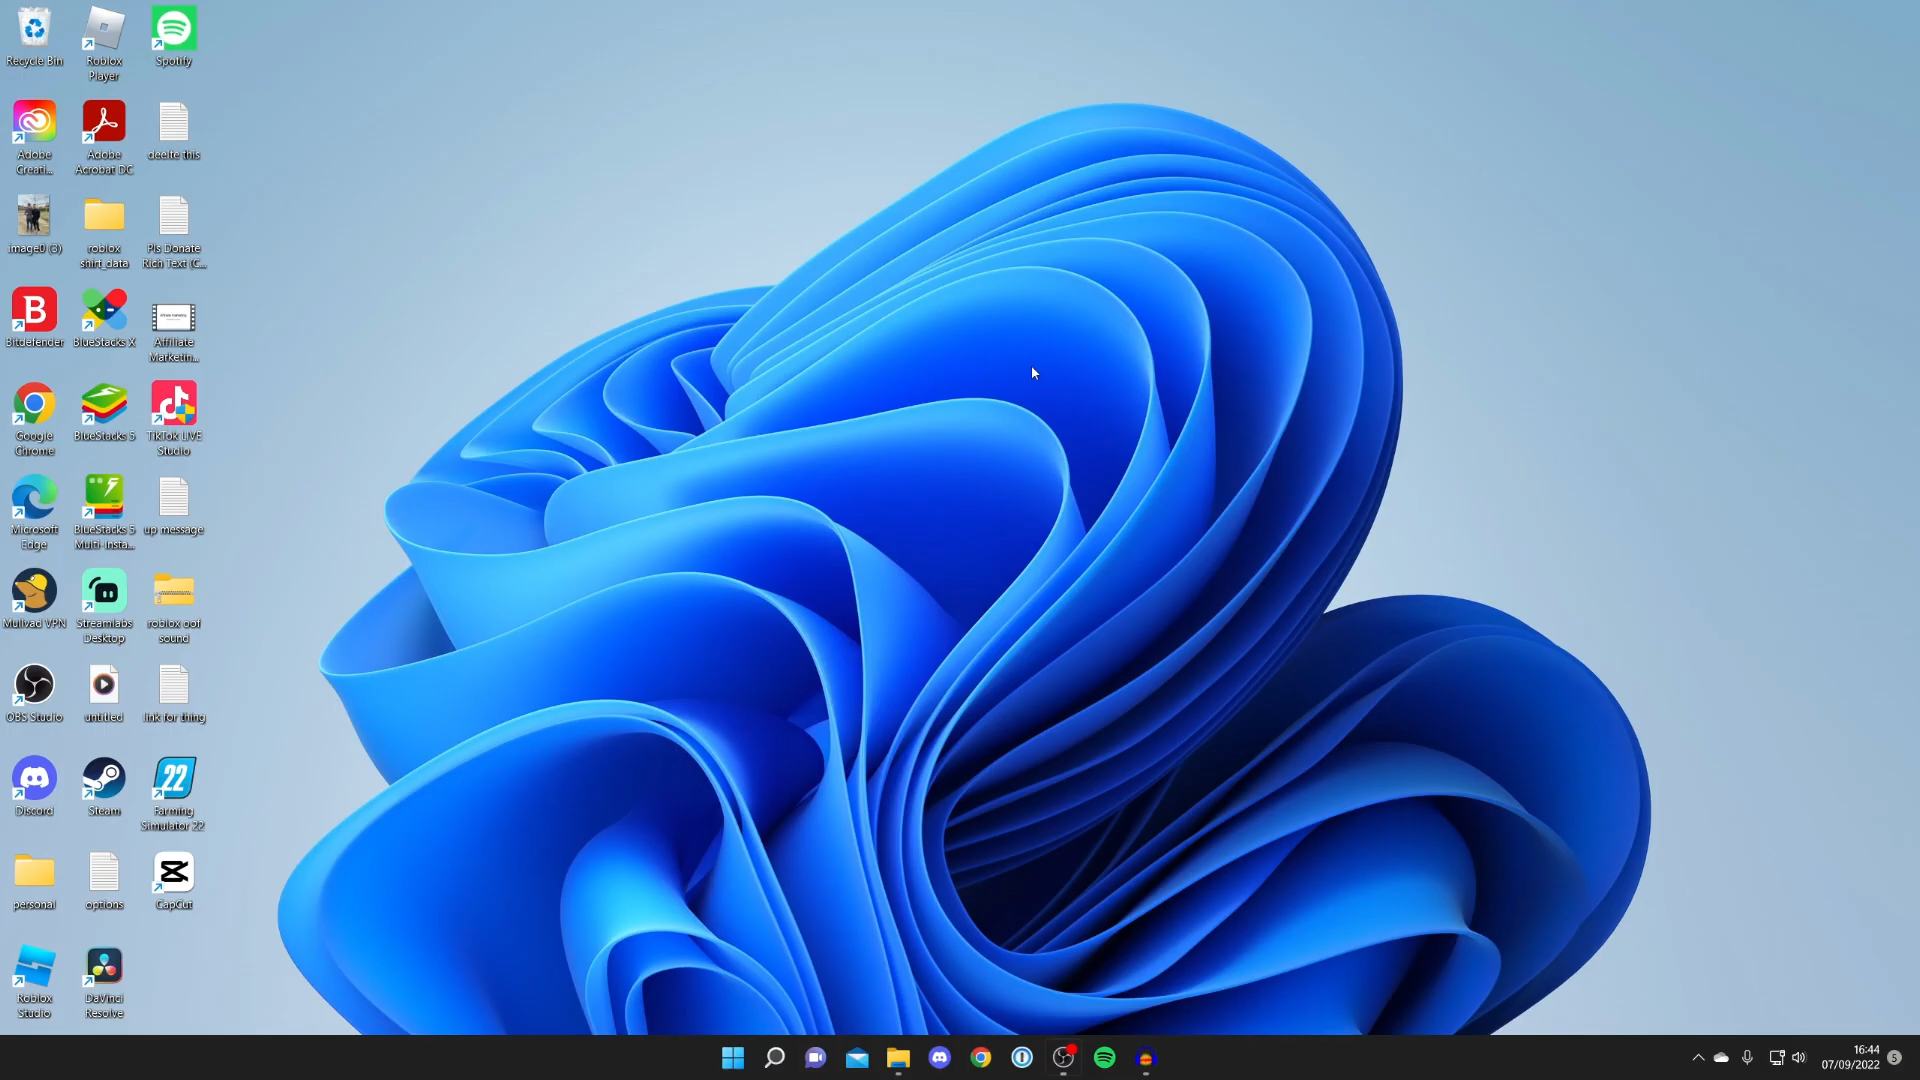 Recycle Bin
Roblox
Player
Spotify
Adobe
Creati...
Adobe
Acrobat DC
deelte this
image0 (3)
roblox
shirt_data
Pls Donate
Rich Text (C...
Bitdefender
BlueStacks X
Affiliate
Marketin...
Google
Chrome
BlueStacks 5
TikTok LIVE
Studio
Microsoft
Edge
BlueStacks 5
Multi-Insta...
up message
Mullvad VPN
Streamlabs
Desktop
roblox oof
sound
OBS Studio
untitled
link for thing
Discord
Steam
22
Farming
Simulator 22
personal
options
CapCut
Roblox
Studio
DaVinci
Resolve
16:44
07/09/2022
5